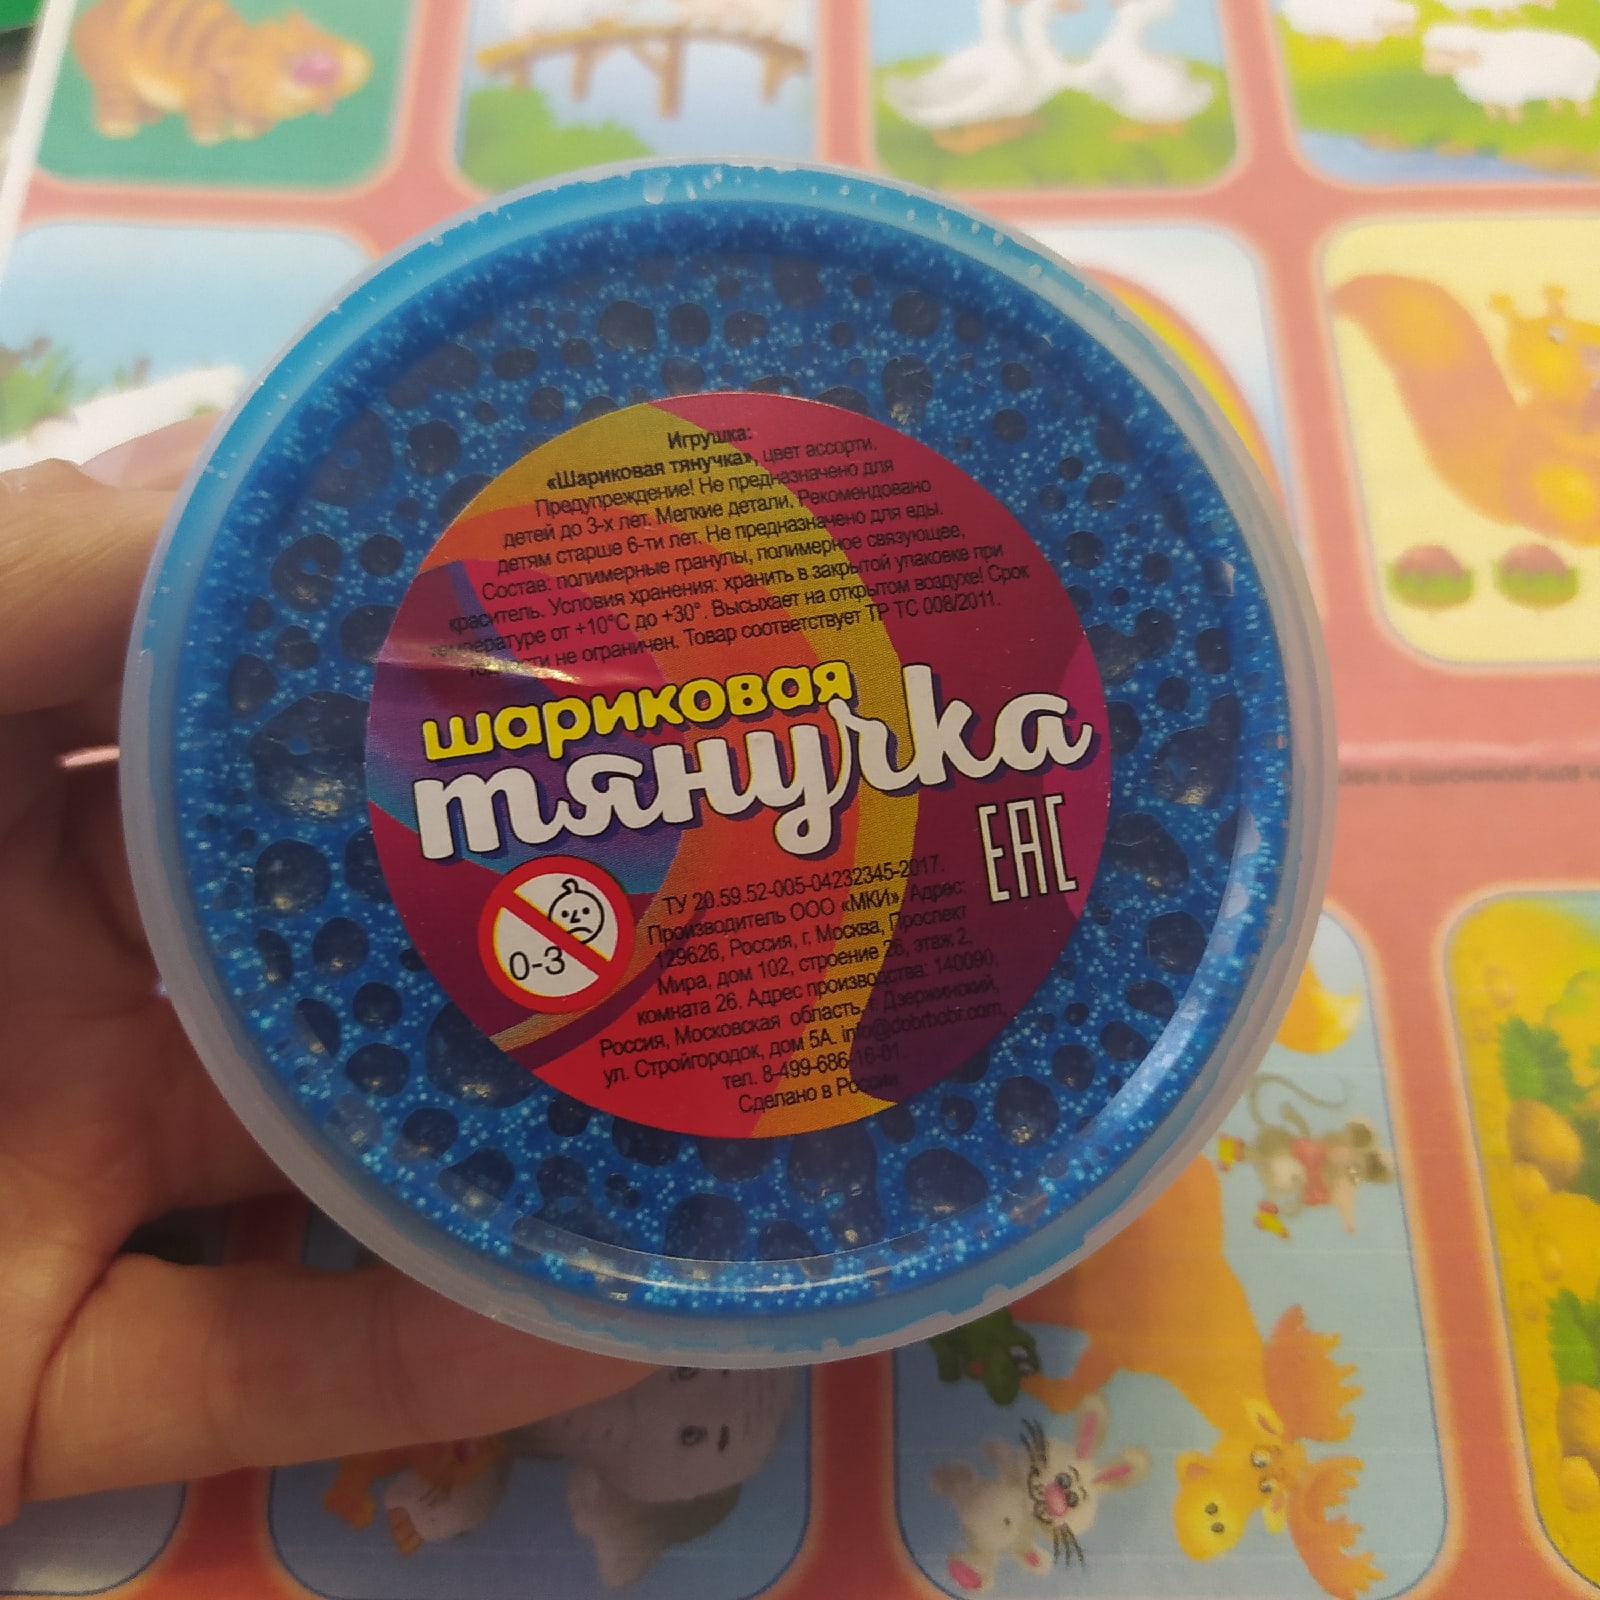 Игрушка:
«Шариковая тянучка», цвет ассорти.
Предупреждение! Не предназначено для
детей до 3-х лет. Мелкие детали. Рекомендовано
детям старше 6-ти лет. Не предназначено для еды.
Состав: полимерные гранулы, полимерное связующее,
краситель. Условия хранения: хранить в закрытой упаковке при
температуре от +10°С до +30°. Высыхает на открытом воздухе! Срок
не ограничен. Товар соответствует ТР ТС 008/2011.
шариковая
тянучка
ЕАС
0-3
ТУ 20.59.52-005-04232345-2017.
Производитель ООО «МКИ». Адрес:
129626, Россия, г. Москва, Проспект
Мира, дом 102, строение 26, этаж 2,
комната 26. Адрес производства: 140090,
Россия, Московская область, г. Дзержинский,
ул. Стройгородок, дом 5А. info@dobrbobr.com,
тел. 8-499-686-16-01.
Сделано в России